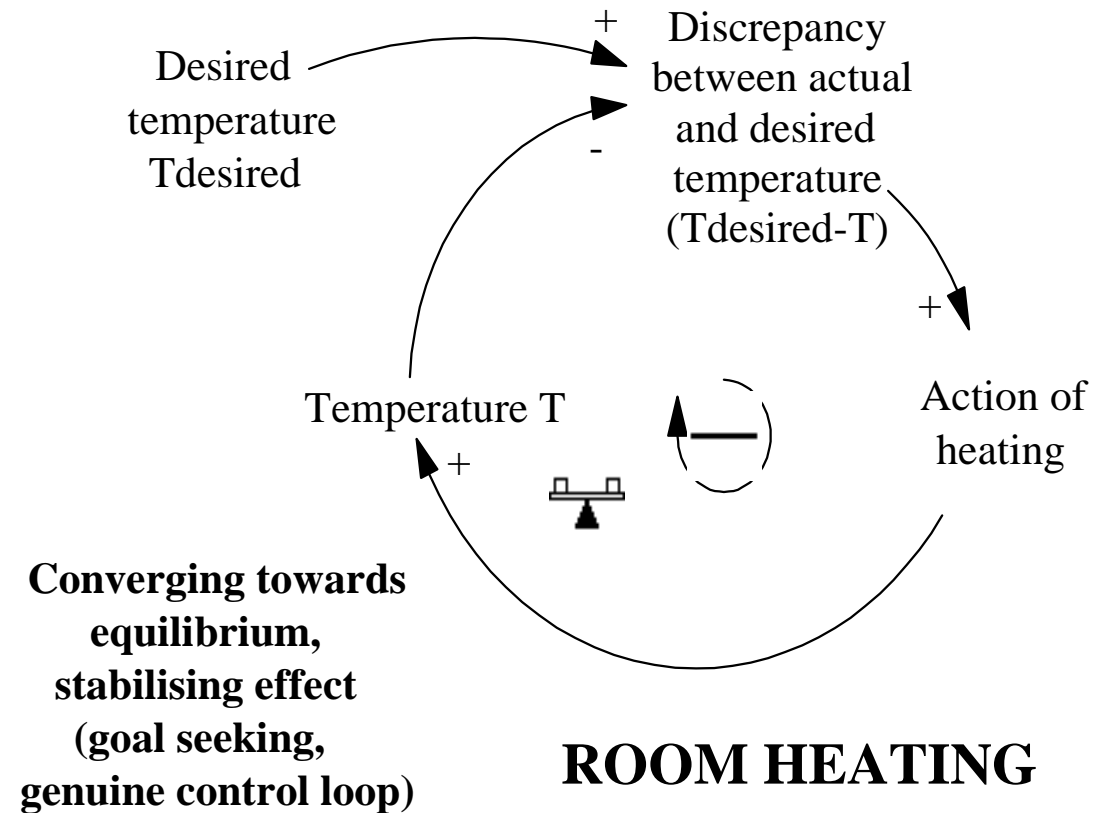 Desired
temperature
Tdesired
+
-
Discrepancy
between actual
and desired
temperature
(Tdesired-T)
+
Action of
heating
Temperature T
+
Converging towards
equilibrium,
stabilising effect
(goal seeking,
genuine control loop)
ROOM HEATING